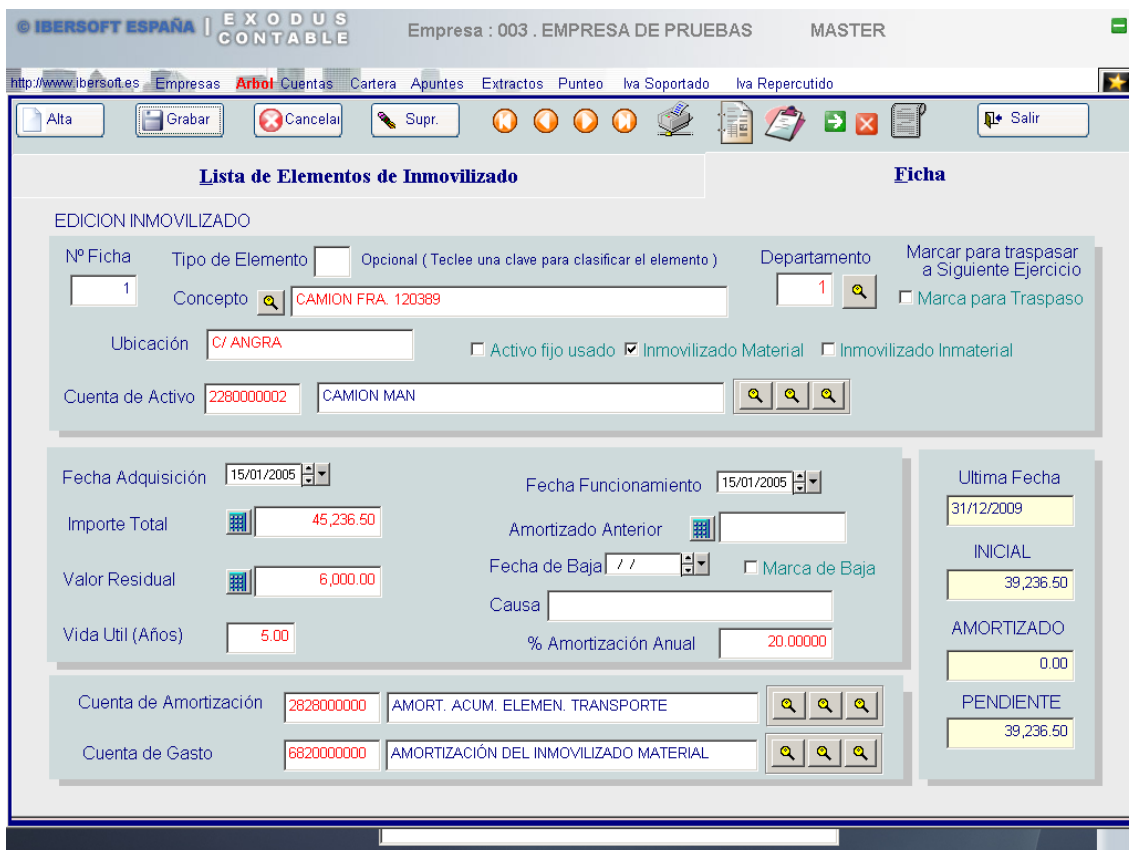 © IBERSOFT ESPAÑA | EXODUS CONTABLE Empresa : 003 . EMPRESA DE PRUEBAS MASTER
http://www.ibersoft.es Empresas Arbol Cuentas Cartera Apuntes Extractos Punteo Iva Soportado Iva Repercutido
Alta Grabar Cancelar Supr. Salir
Lista de Elementos de Inmovilizado Ficha
EDICION INMOVILIZADO
Nº Ficha Tipo de Elemento Opcional ( Teclee una clave para clasificar el elemento ) Departamento Marcar para traspasar
a Siguiente Ejercicio
1 1
Concepto CAMION FRA. 120389 Marca para Traspaso
Ubicación C/ ANGRA Activo fijo usado Inmovilizado Material Inmovilizado Inmaterial
Cuenta de Activo 2280000002 CAMION MAN
Fecha Adquisición 15/01/2005 Fecha Funcionamiento 15/01/2005
Importe Total 45,236.50 Amortizado Anterior
Fecha de Baja / / Marca de Baja
Valor Residual 6,000.00
Causa
Vida Util (Años) 5.00 % Amortización Anual 20.00000
Ultima Fecha
31/12/2009
INICIAL
39,236.50
AMORTIZADO
0.00
PENDIENTE
39,236.50
Cuenta de Amortización 2828000000 AMORT. ACUM. ELEMEN. TRANSPORTE
Cuenta de Gasto 6820000000 AMORTIZACIÓN DEL INMOVILIZADO MATERIAL